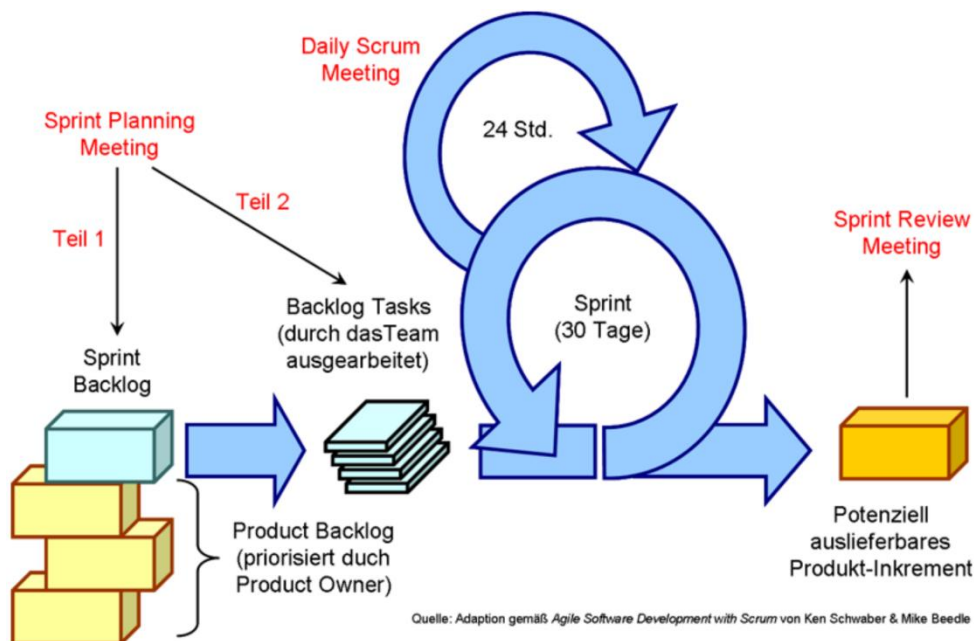 Daily Scrum
Meeting
24 Std.
Sprint Planning
Meeting
Teil 1
Teil 2
Sprint Review
Meeting
Backlog Tasks
(durch dasTeam
ausgearbeitet)
Sprint
(30 Tage)
Sprint
Backlog
Product Backlog
(priorisiert duch
Product Owner)
Potenziell
auslieferbares
Produkt-Inkrement
Quelle: Adaption gemäß Agile Software Development with Scrum von Ken Schwaber & Mike Beedle